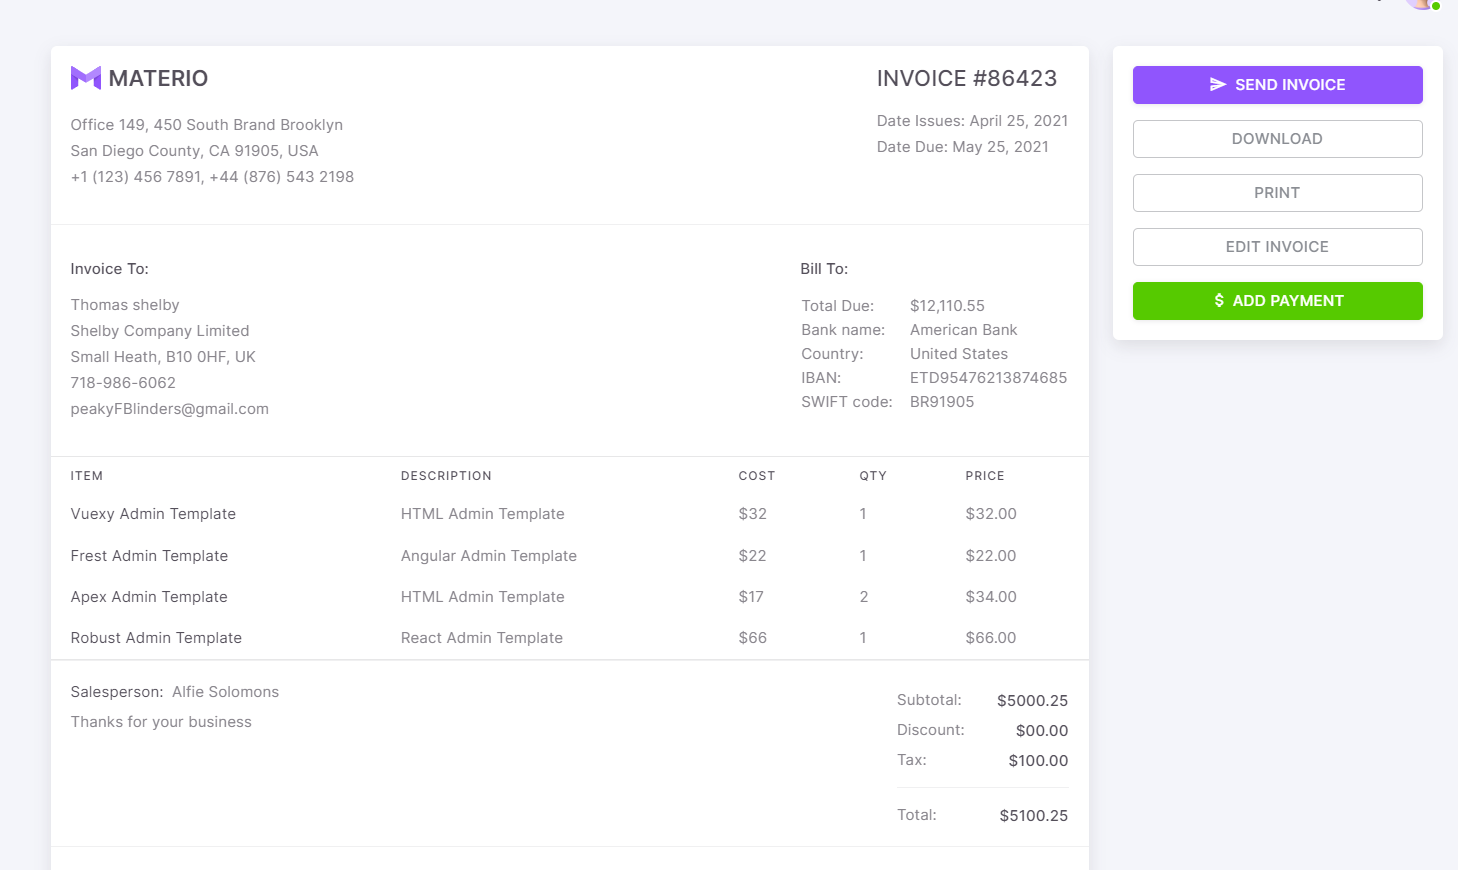 MATERIO
Office 149, 450 South Brand Brooklyn
San Diego County, CA 91905, USA
+1 (123) 456 7891, +44 (876) 543 2198
INVOICE #86423
Date Issues: April 25, 2021
Date Due: May 25, 2021
Invoice To:
Thomas shelby
Shelby Company Limited
Small Heath, B10 0HF, UK
718-986-6062
peakyFBlinders@gmail.com
Bill To:
Total Due: $12,110.55
Bank name: American Bank
Country: United States
IBAN: ETD95476213874685
SWIFT code: BR91905
ITEM DESCRIPTION COST QTY PRICE
Vuexy Admin Template HTML Admin Template $32 1 $32.00
Frest Admin Template Angular Admin Template $22 1 $22.00
Apex Admin Template HTML Admin Template $17 2 $34.00
Robust Admin Template React Admin Template $66 1 $66.00
Salesperson: Alfie Solomons
Thanks for your business
Subtotal: $5000.25
Discount: $00.00
Tax: $100.00
Total: $5100.25
SEND INVOICE
DOWNLOAD
PRINT
EDIT INVOICE
$ ADD PAYMENT